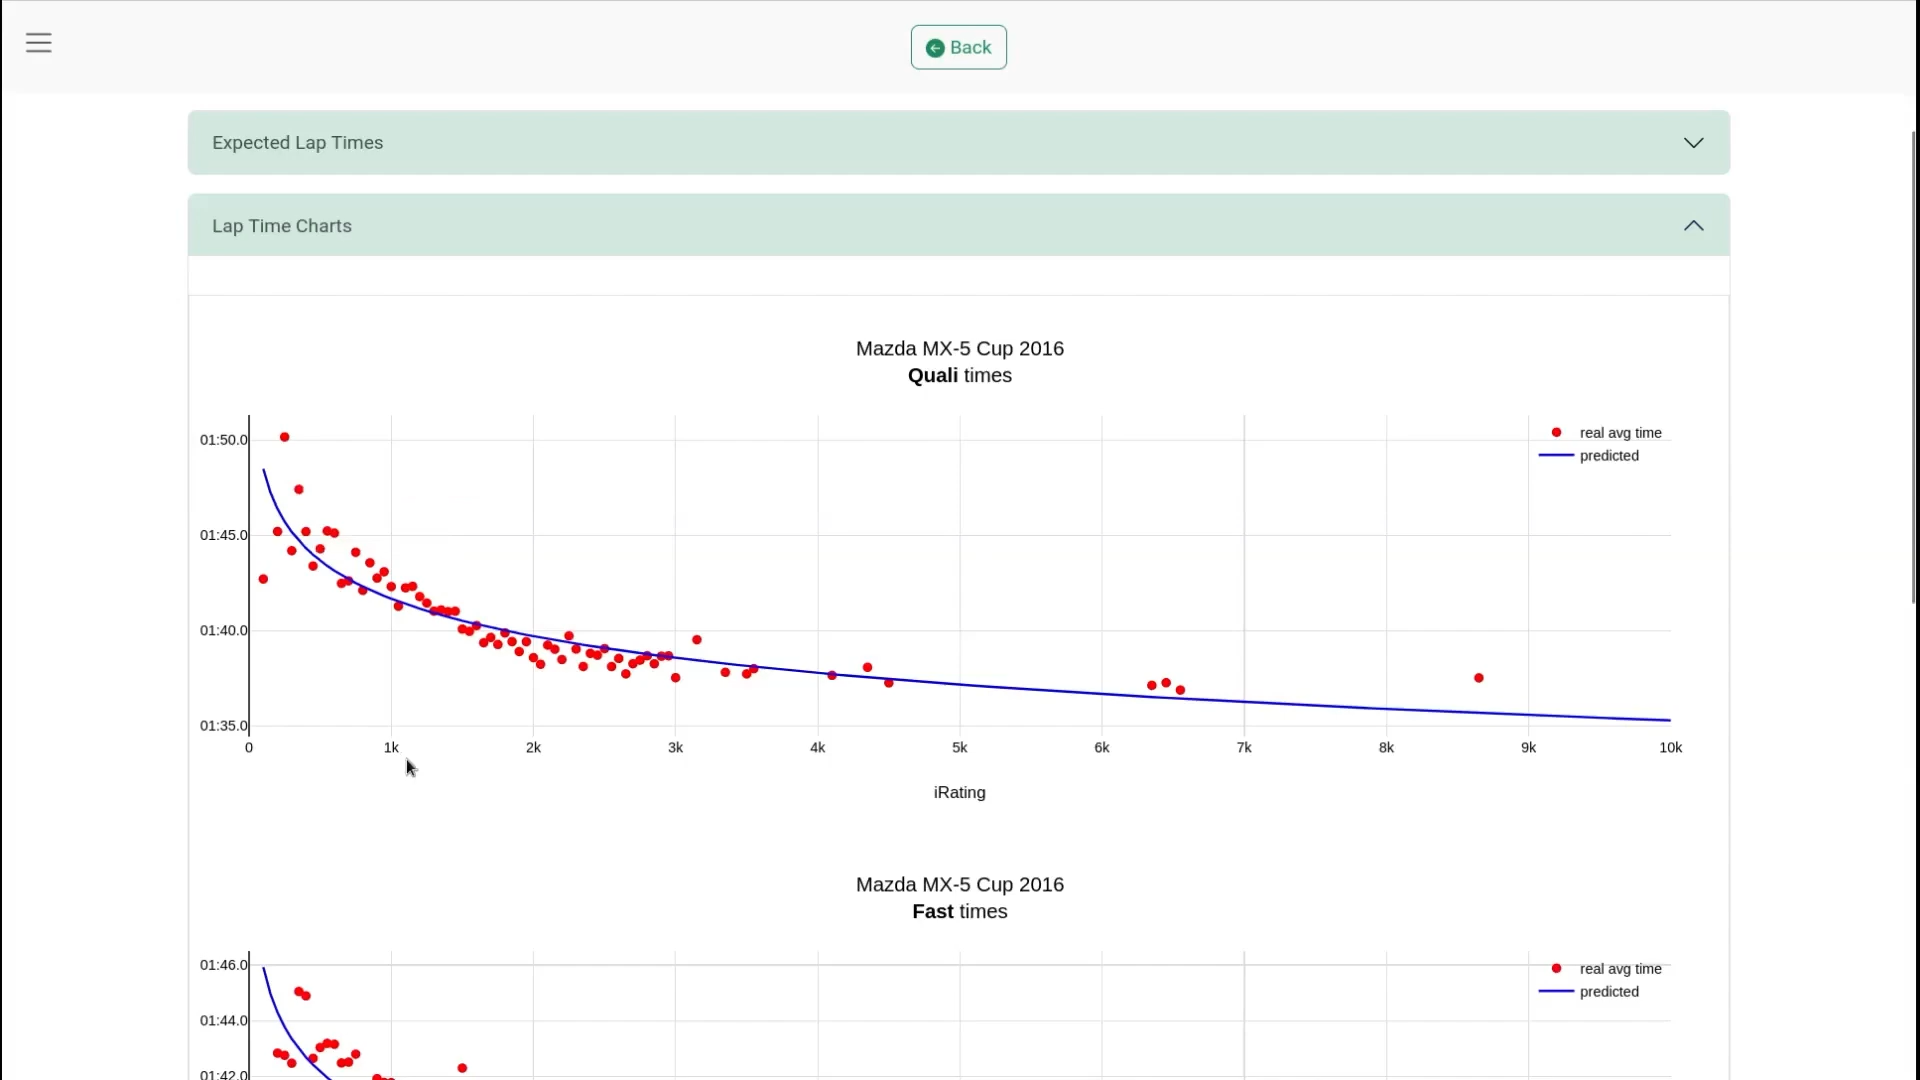 Back
Expected Lap Times
Lap Time Charts
Mazda MX-5 Cup 2016
Quali times
01:50.0
01:45.0
01:40.0
01:35.0
real avg time
predicted
0 1k 2k 3k 4k 5k 6k 7k 8k 9k 10k
iRating
Mazda MX-5 Cup 2016
Fast times
01:46.0
01:44.0
01:42.0
real avg time
predicted